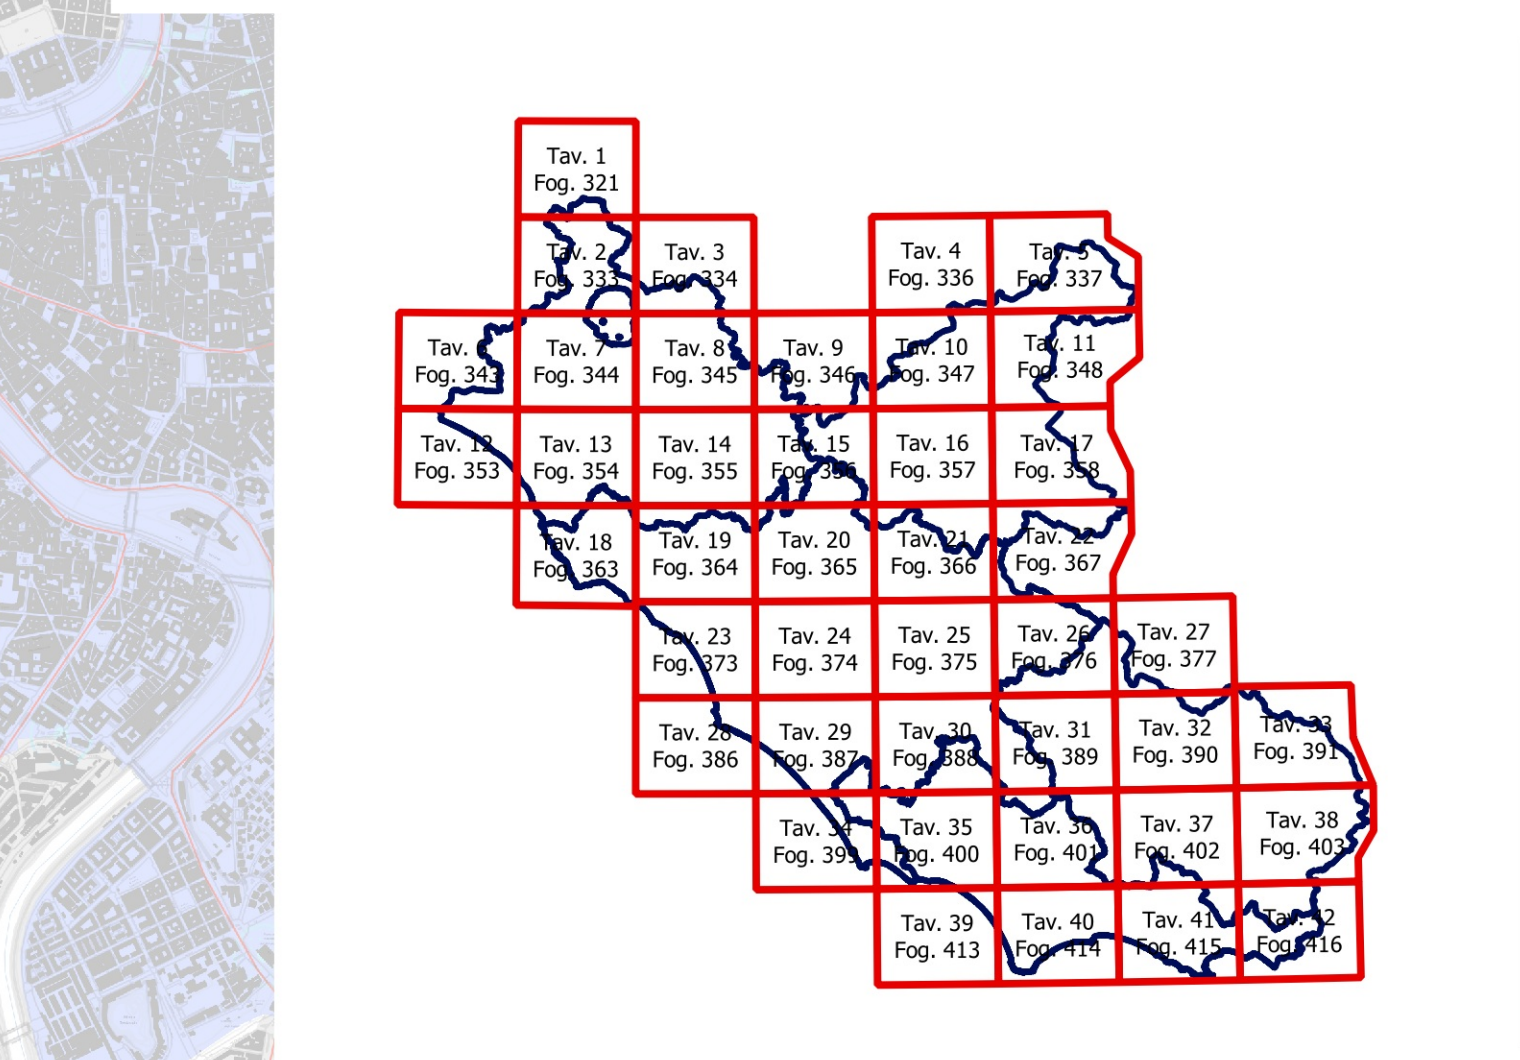 Tav. 1
Fog. 321
Tav. 2
Fog. 333
Tav. 3
Fog. 334
Tav. 4
Fog. 336
Tav. 5
Fog. 337
Tav. 6
Fog. 343
Tav. 7
Fog. 344
Tav. 8
Fog. 345
Tav. 9
Fog. 346
Tav. 10
Fog. 347
Tav. 11
Fog. 348
Tav. 12
Fog. 353
Tav. 13
Fog. 354
Tav. 14
Fog. 355
Tav. 15
Fog. 356
Tav. 16
Fog. 357
Tav. 17
Fog. 358
Tav. 18
Fog. 363
Tav. 19
Fog. 364
Tav. 20
Fog. 365
Tav. 21
Fog. 366
Tav. 22
Fog. 367
Tav. 23
Fog. 373
Tav. 24
Fog. 374
Tav. 25
Fog. 375
Tav. 26
Fog. 376
Tav. 27
Fog. 377
Tav. 28
Fog. 386
Tav. 29
Fog. 387
Tav. 30
Fog. 388
Tav. 31
Fog. 389
Tav. 32
Fog. 390
Tav. 33
Fog. 391
Tav. 34
Fog. 399
Tav. 35
Fog. 400
Tav. 36
Fog. 401
Tav. 37
Fog. 402
Tav. 38
Fog. 403
Tav. 39
Fog. 413
Tav. 40
Fog. 414
Tav. 41
Fog. 415
Tav. 42
Fog. 416